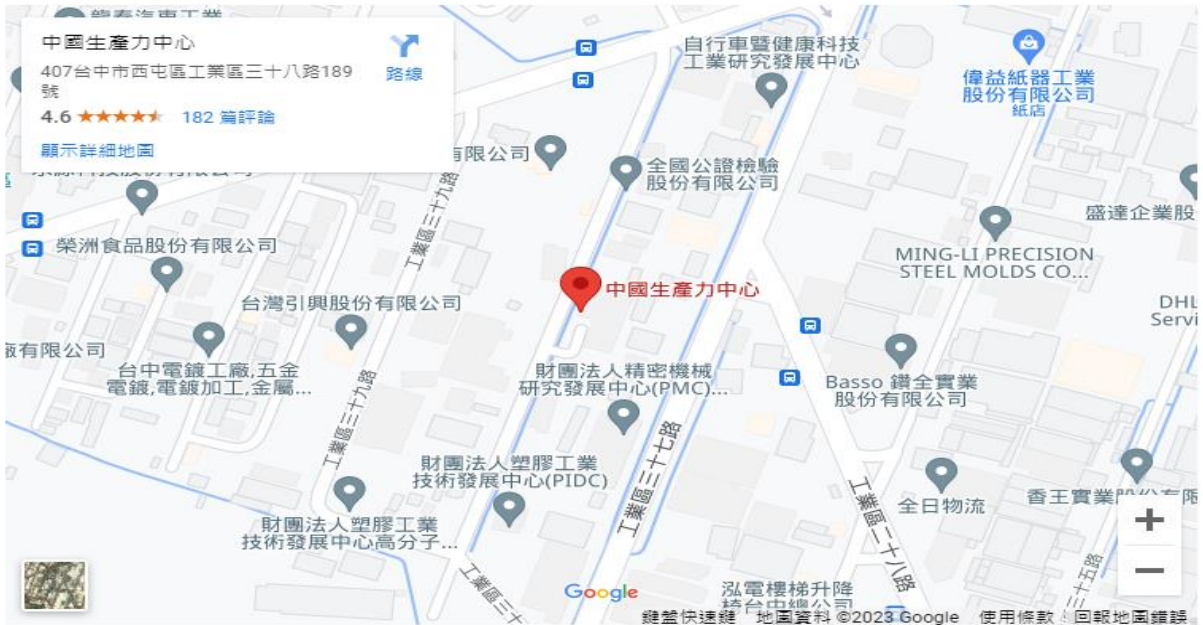 中國生產力中心
407台中市西屯區工業區三十八路189
號
4.6
182 篇評論
顯示詳細地圖
路線
自行車暨健康科技
工業研究發展中心
偉益紙器工業
股份有限公司
紙店
有限公司
全國公證檢驗
股份有限公司
盛達企業股
榮洲食品股份有限公司
工業區三十九路
MING-LI PRECISION
STEEL MOLDS CO...
中國生產力中心
台灣引興股份有限公司
DHL
Servi
廠有限公司
台中電鍍工廠,五金
電鍍,電鍍加工,金屬...
財團法人精密機械
研究發展中心(PMC)...
Basso 鑽全實業
股份有限公司
工業區三十九路
工業區三十七路
財團法人塑膠工業
技術發展中心(PIDC)
全日物流
工業區二十八路
財團法人塑膠工業
技術發展中心高分子...
工業區三十
Google
泓電樓梯升降
三十五路
鍵盤快速鍵
地圖資料 ©2023 Google
使用條款
回報地圖錯誤